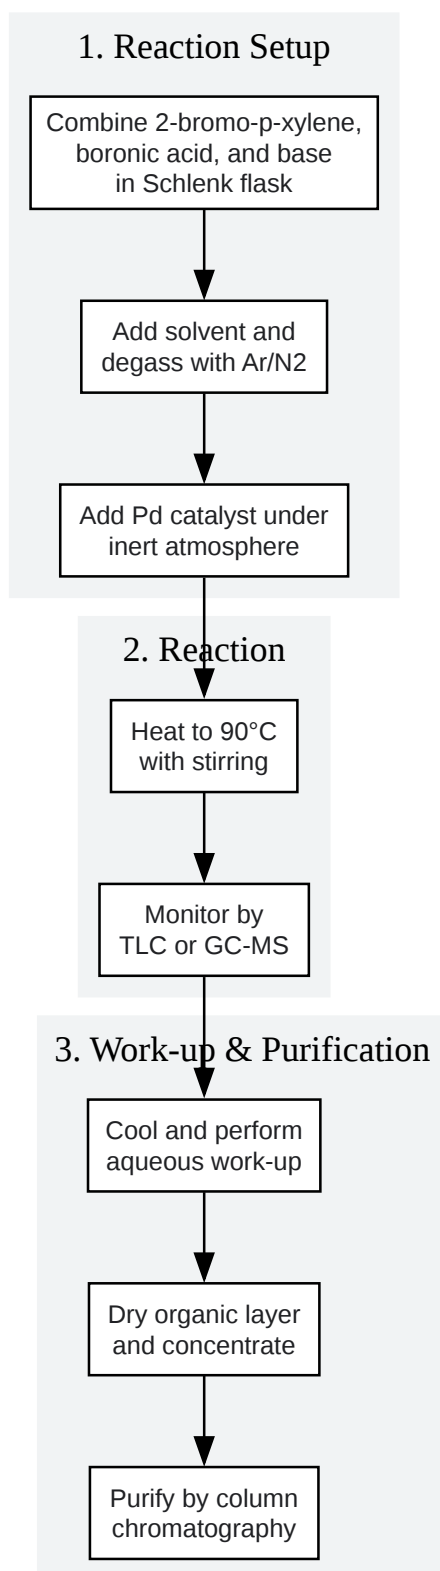 1. Reaction Setup
Combine 2-bromo-p-xylene,
boronic acid, and base
in Schlenk flask
Add solvent and
degass with Ar/N2
Add Pd catalyst under
inert atmosphere
2. Reaction
Heat to 90°C
with stirring
Monitor by
TLC or GC-MS
3. Work-up & Purification
Cool and perform
aqueous work-up
Dry organic layer
and concentrate
Purify by column
chromatography